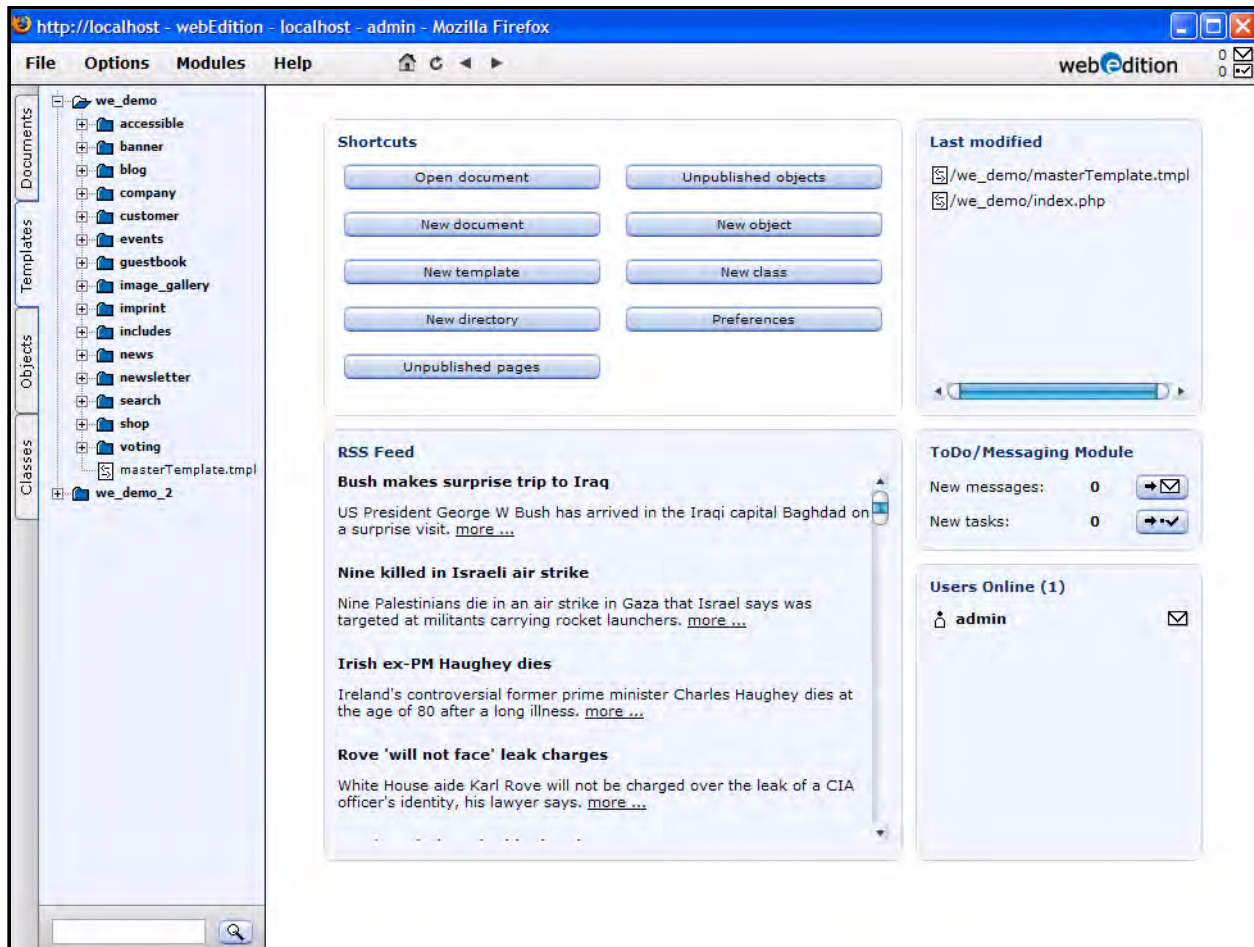 http://localhost - webEdition - localhost - admin - Mozilla Firefox
File Options Modules Help
webEdition
0
0
Documents
Templates
Objects
Classes
we_demo
accessible
banner
blog
company
customer
events
guestbook
image_gallery
imprint
includes
news
newsletter
search
shop
voting
masterTemplate.tmpl
we_demo_2
Shortcuts
Open document
Unpublished objects
New document
New object
New template
New class
New directory
Preferences
Unpublished pages
Last modified
/we_demo/masterTemplate.tmpl
/we_demo/index.php
RSS Feed
Bush makes surprise trip to Iraq
US President George W Bush has arrived in the Iraqi capital Baghdad on
a surprise visit. more ...
Nine killed in Israeli air strike
Nine Palestinians die in an air strike in Gaza that Israel says was
targeted at militants carrying rocket launchers. more ...
Irish ex-PM Haughey dies
Ireland's controversial former prime minister Charles Haughey dies at
the age of 80 after a long illness. more ...
Rove 'will not face' leak charges
White House aide Karl Rove will not be charged over the leak of a CIA
officer's identity, his lawyer says. more ...
ToDo/Messaging Module
New messages: 0
New tasks: 0
Users Online (1)
admin